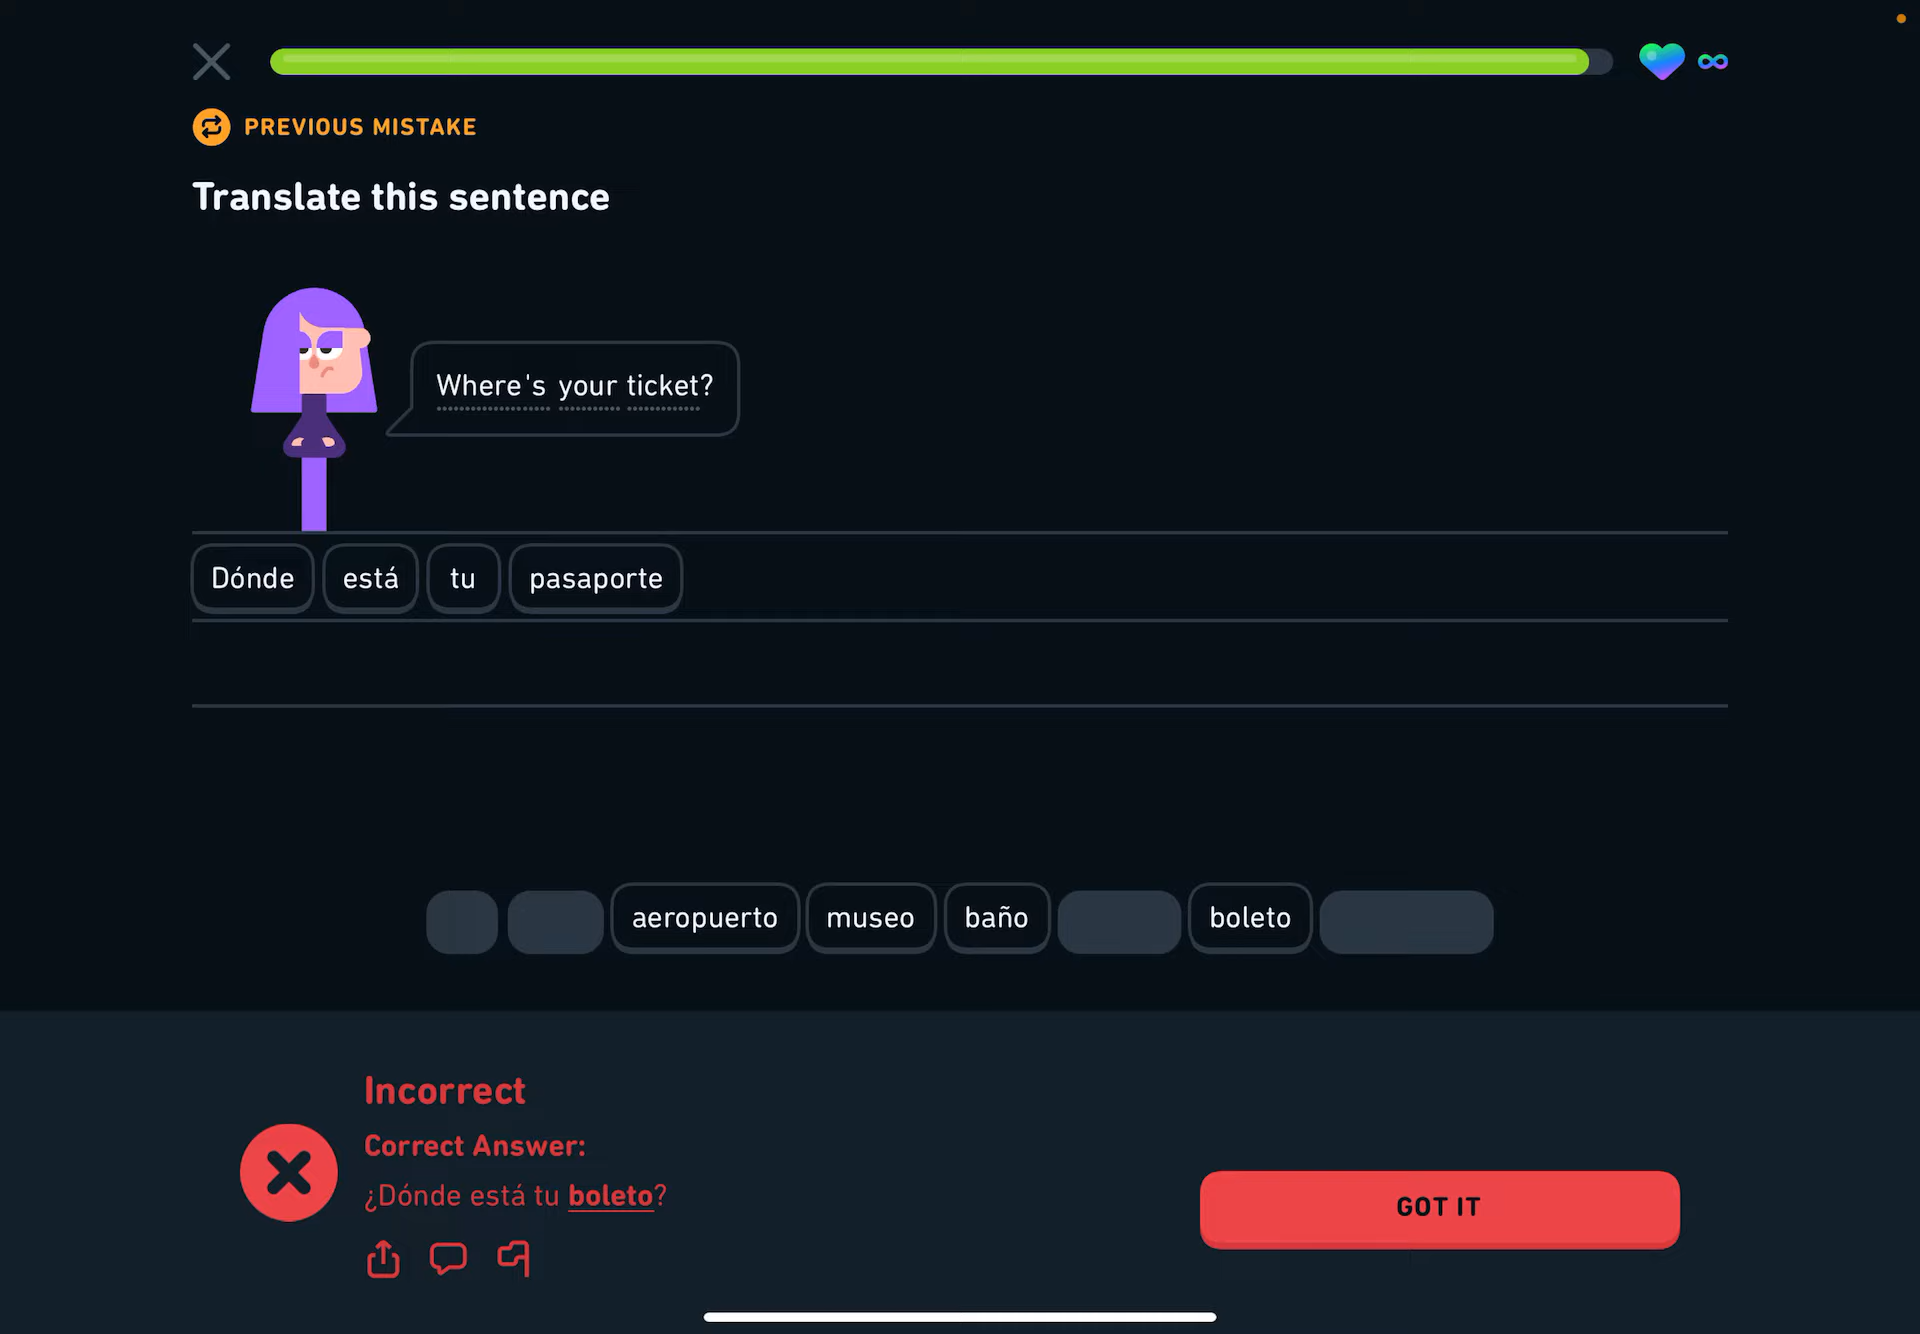 PREVIOUS MISTAKE
Translate this sentence
Where's your ticket?
Dónde está tu pasaporte
aeropuerto museo baño boleto
Incorrect
Correct Answer:
¿Dónde está tu boleto?
GOT IT